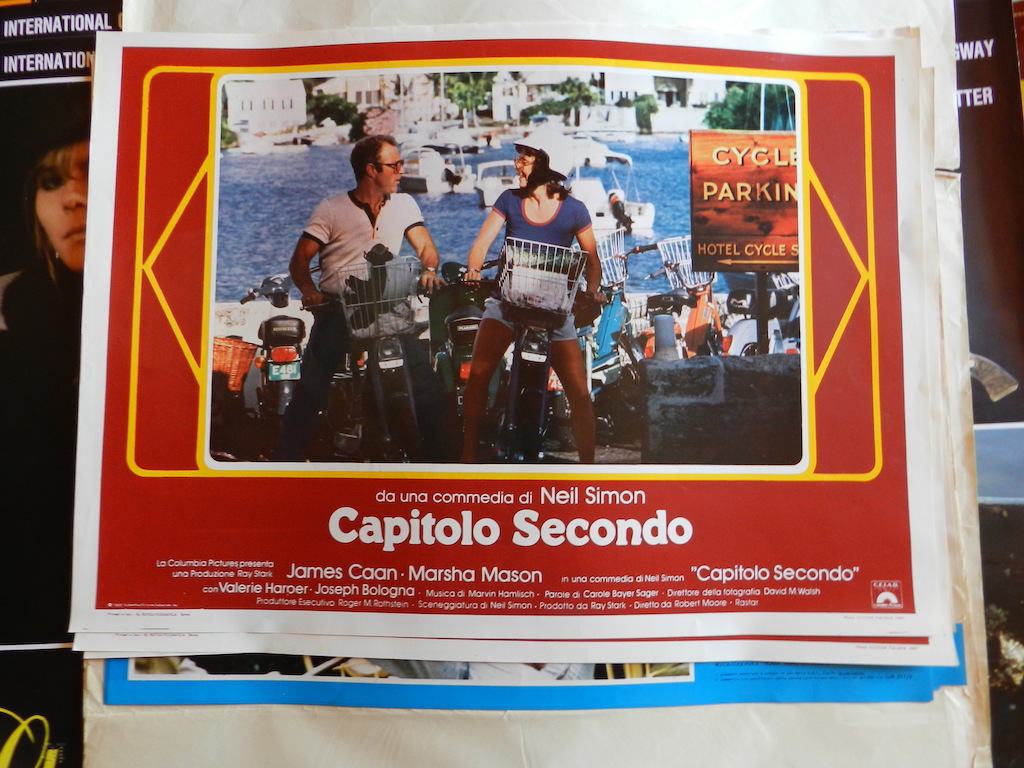 INTERNATIONAL
INTERNATION
GWAY
TTER
CYCLE
PARKIN
HOTEL CYCLE S
E481
da una commedia di Neil Simon
Capitolo Secondo
La Columbia Pictures presenta
una Produzione Ray Stark
James Caan · Marsha Mason
in una commedia di Neil Simon "Capitolo Secondo"
con Valerie Harper · Joseph Bologna · Musica di Marvin Hamlisch · Parole di Carole Bayer Sager · Direttore della fotografia David M. Walsh
Produttore Esecutivo Roger M. Rothstein · Sceneggiatura di Neil Simon · Prodotto da Ray Stark · Diretto da Robert Moore · Rastar
C.E.I.A.D.